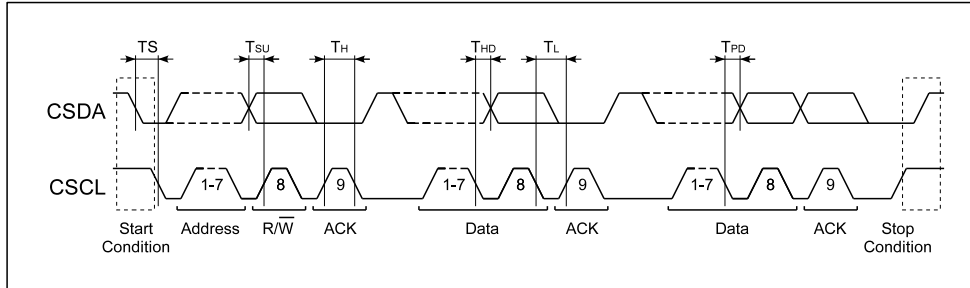 TS TSU TH THD TL TPD
CSDA
CSCL 1-7 8 9 1-7 8 9 1-7 8 9
Start Condition Address R/W̅ ACK Data ACK Data ACK Stop Condition